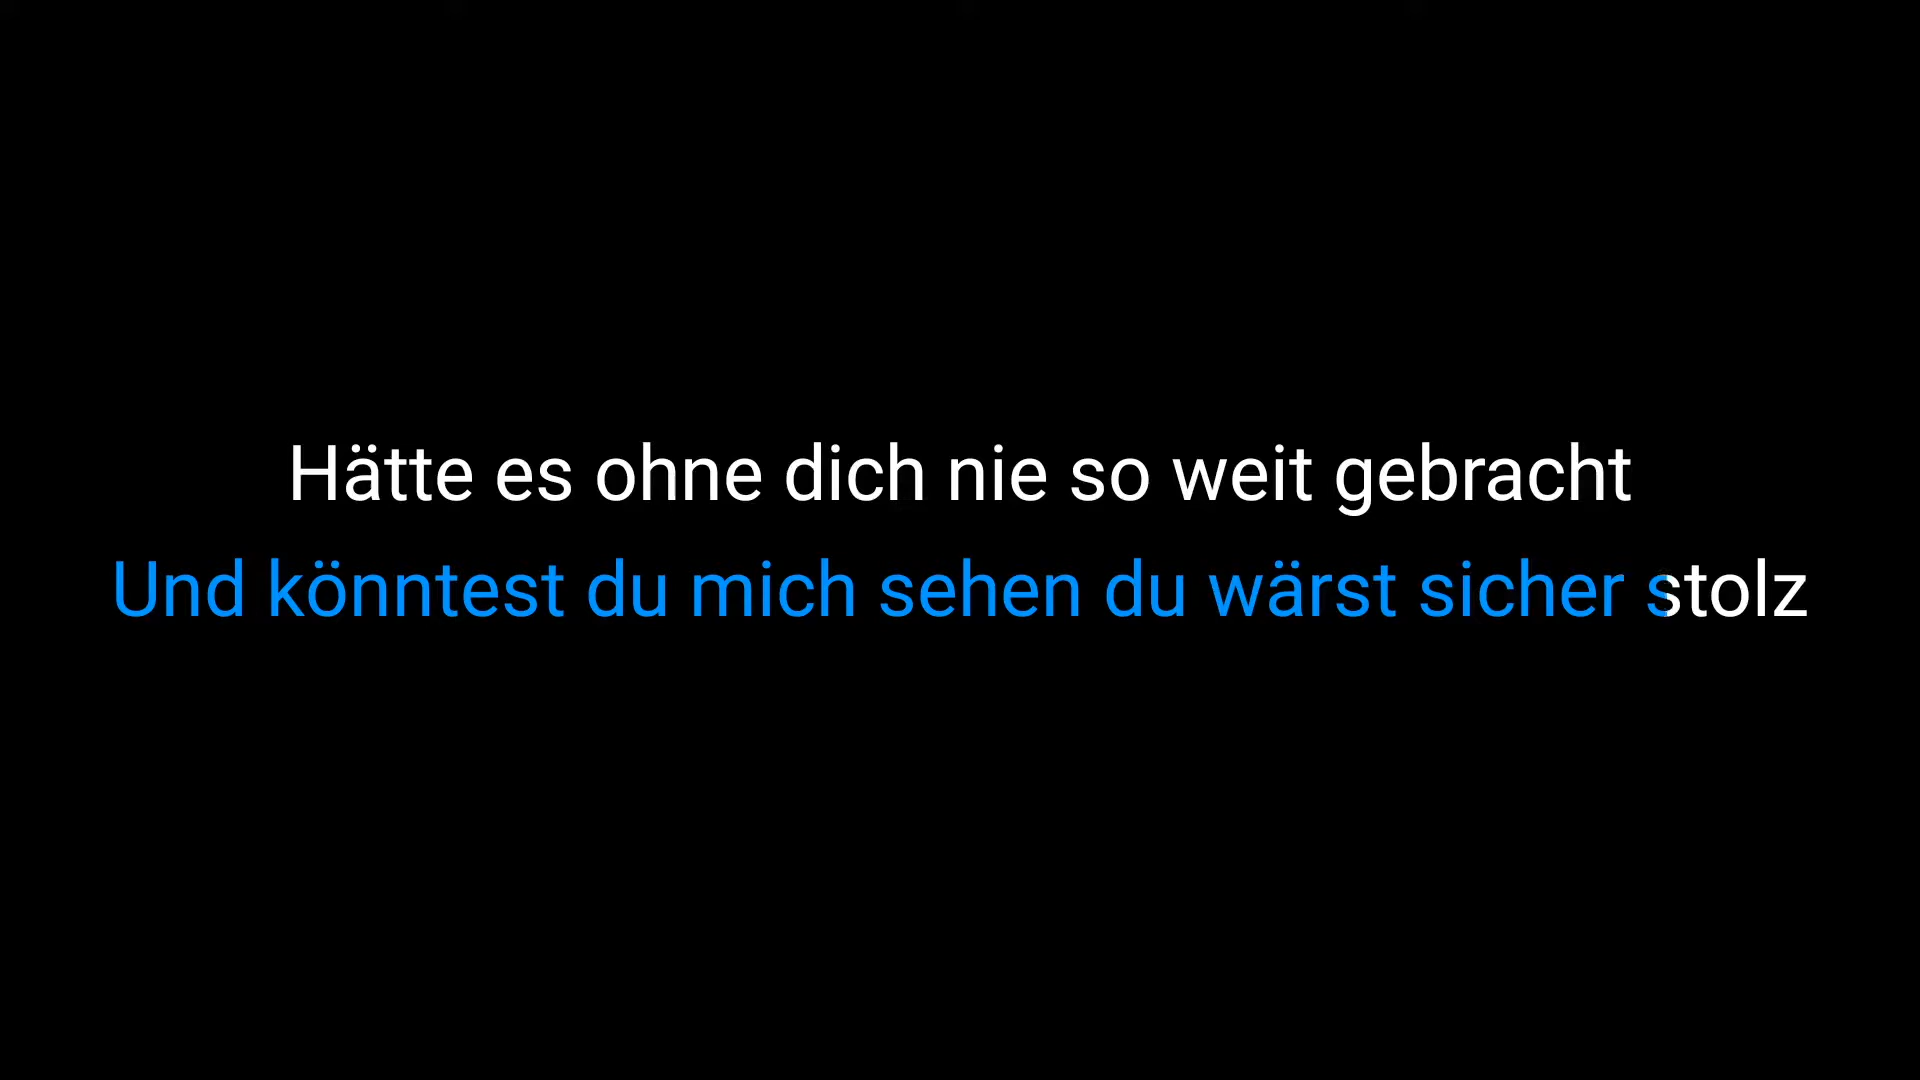 Hätte es ohne dich nie so weit gebracht
Und könntest du mich sehen du wärst sicher stolz